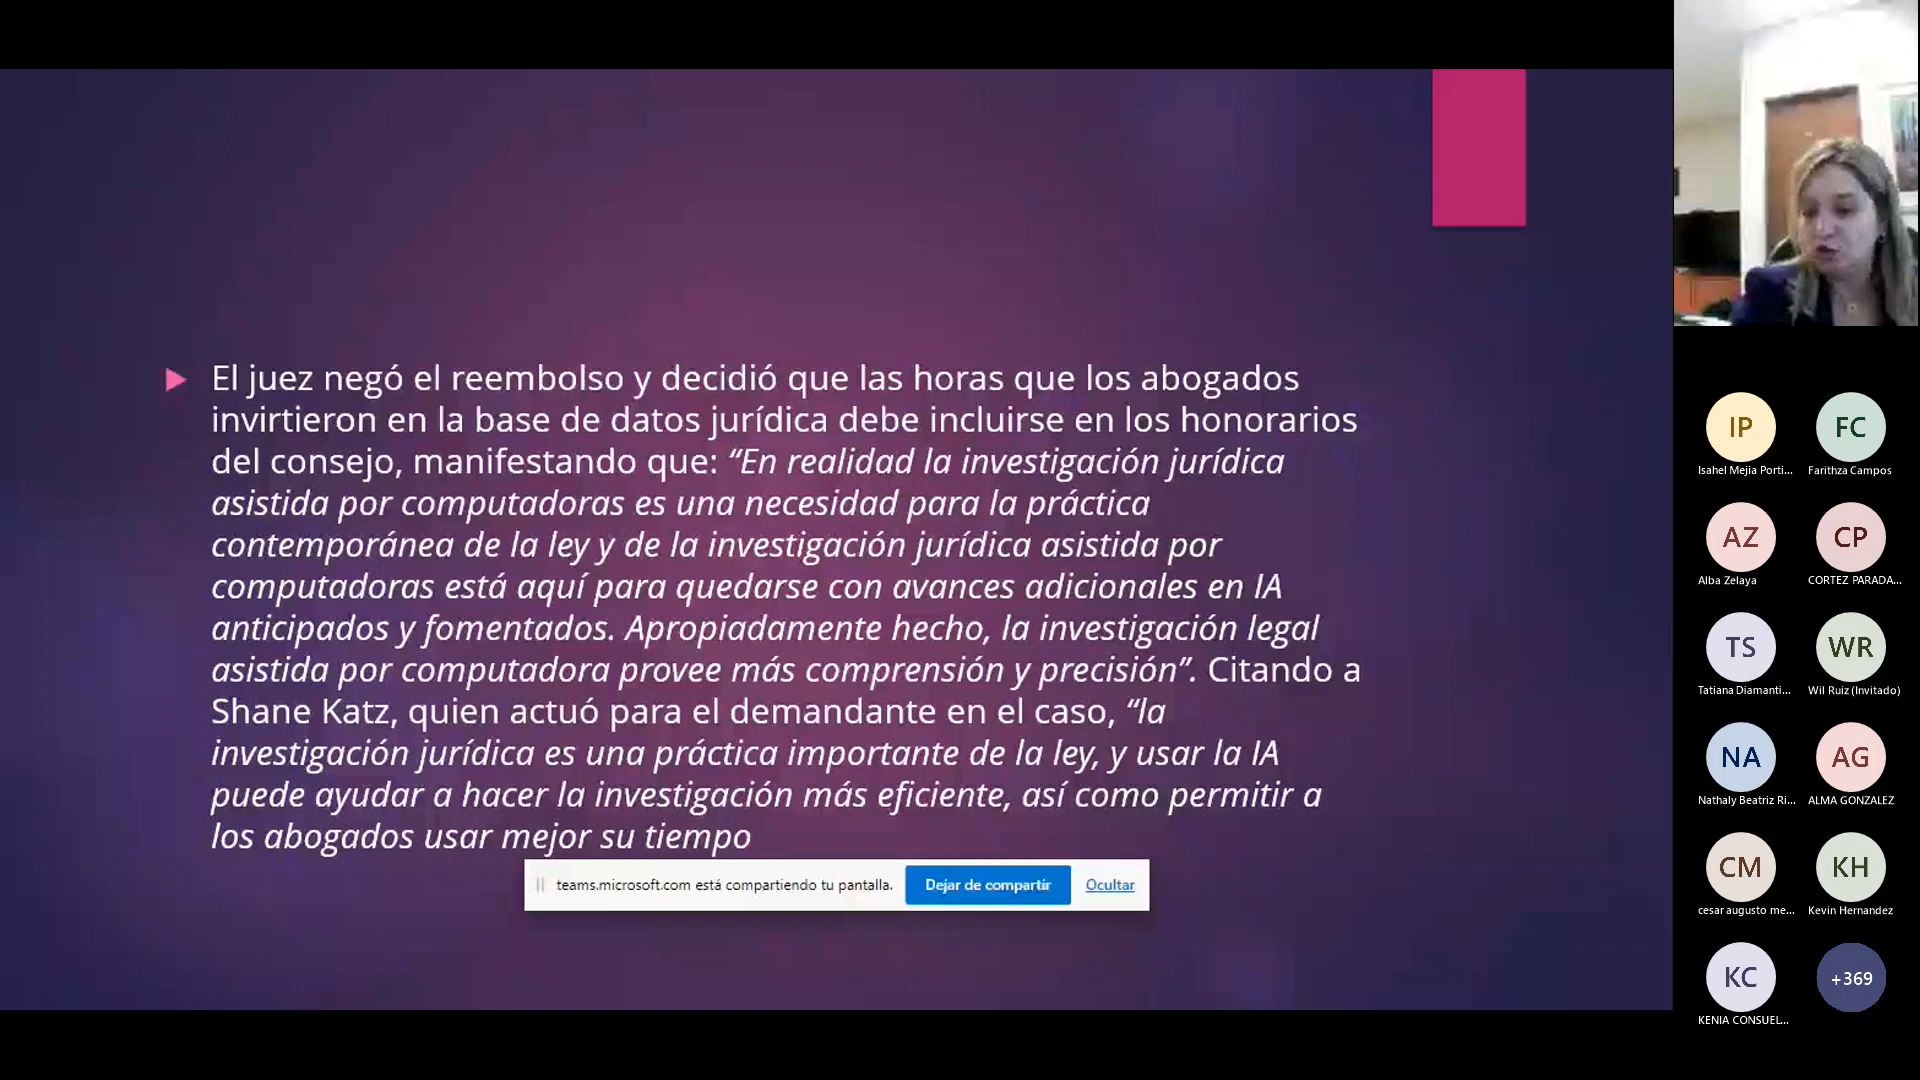 El juez negó el reembolso y decidió que las horas que los abogados
invirtieron en la base de datos jurídica debe incluirse en los honorarios
del consejo, manifestando que: “En realidad la investigación jurídica
asistida por computadoras es una necesidad para la práctica
contemporánea de la ley y de la investigación jurídica asistida por
computadoras está aquí para quedarse con avances adicionales en IA
anticipados y fomentados. Apropiadamente hecho, la investigación legal
asistida por computadora provee más comprensión y precisión”. Citando a
Shane Katz, quien actuó para el demandante en el caso, “la
investigación jurídica es una práctica importante de la ley, y usar la IA
puede ayudar a hacer la investigación más eficiente, así como permitir a
los abogados usar mejor su tiempo
teams.microsoft.com está compartiendo tu pantalla.
Dejar de compartir
Ocultar
IP
FC
Isahel Mejia Porti...
Farithza Campos
AZ
CP
Alba Zelaya
CORTEZ PARADA...
TS
WR
Tatiana Diamanti...
Wil Ruiz (Invitado)
NA
AG
Nathaly Beatriz Ri...
ALMA GONZALEZ
CM
KH
cesar augusto me...
Kevin Hernandez
KC
+369
KENIA CONSUEL...